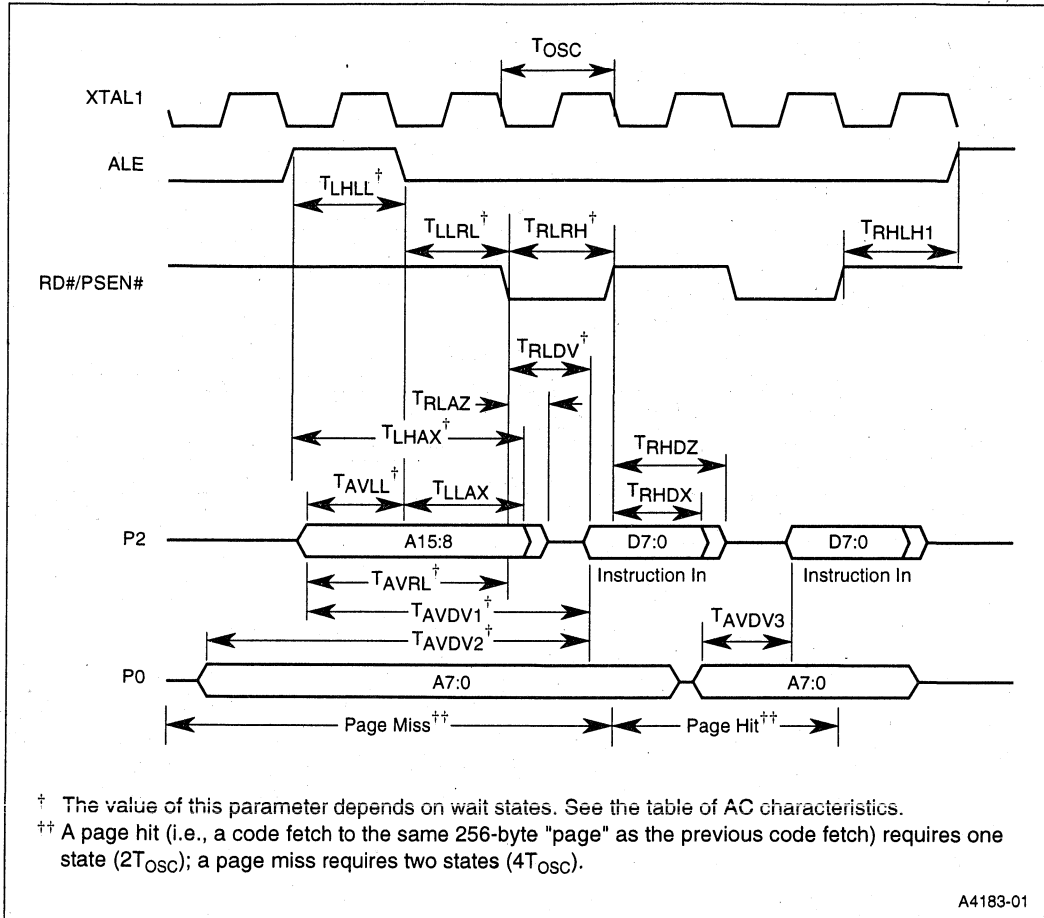 TOSC
XTAL1
ALE
TLHLL†
TLLRL† TRLRH† TRHLH1
RD#/PSEN#
TRLDV†
TRLAZ
TLHAX†
TRHDZ
TAVLL† TLLAX TRHDX
P2 A15:8 D7:0 D7:0
Instruction In Instruction In
TAVRL†
TAVDV1†
TAVDV3
TAVDV2†
P0 A7:0 A7:0
Page Miss†† Page Hit††
† The value of this parameter depends on wait states. See the table of AC characteristics.
†† A page hit (i.e., a code fetch to the same 256-byte "page" as the previous code fetch) requires one
state (2TOSC); a page miss requires two states (4TOSC).
A4183-01